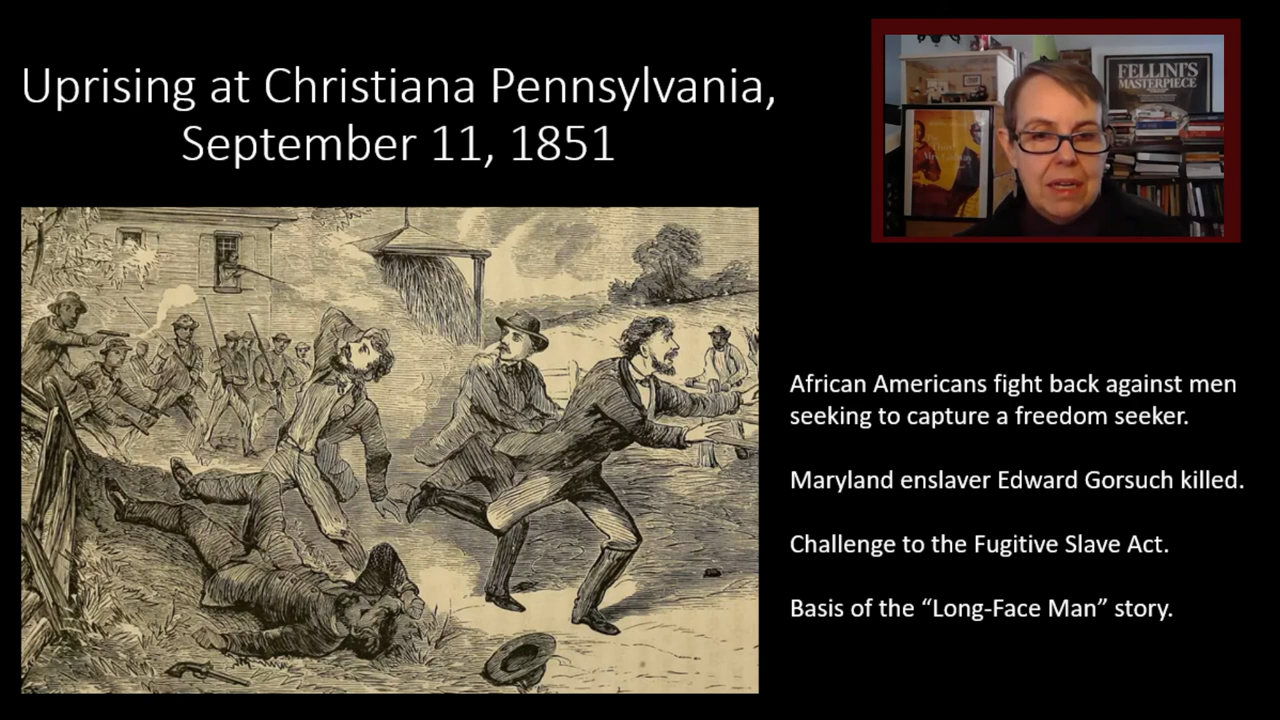 Uprising at Christiana Pennsylvania,
September 11, 1851
FELLINI'S
MASTERPIECE
African Americans fight back against men
seeking to capture a freedom seeker.
Maryland enslaver Edward Gorsuch killed.
Challenge to the Fugitive Slave Act.
Basis of the “Long-Face Man” story.